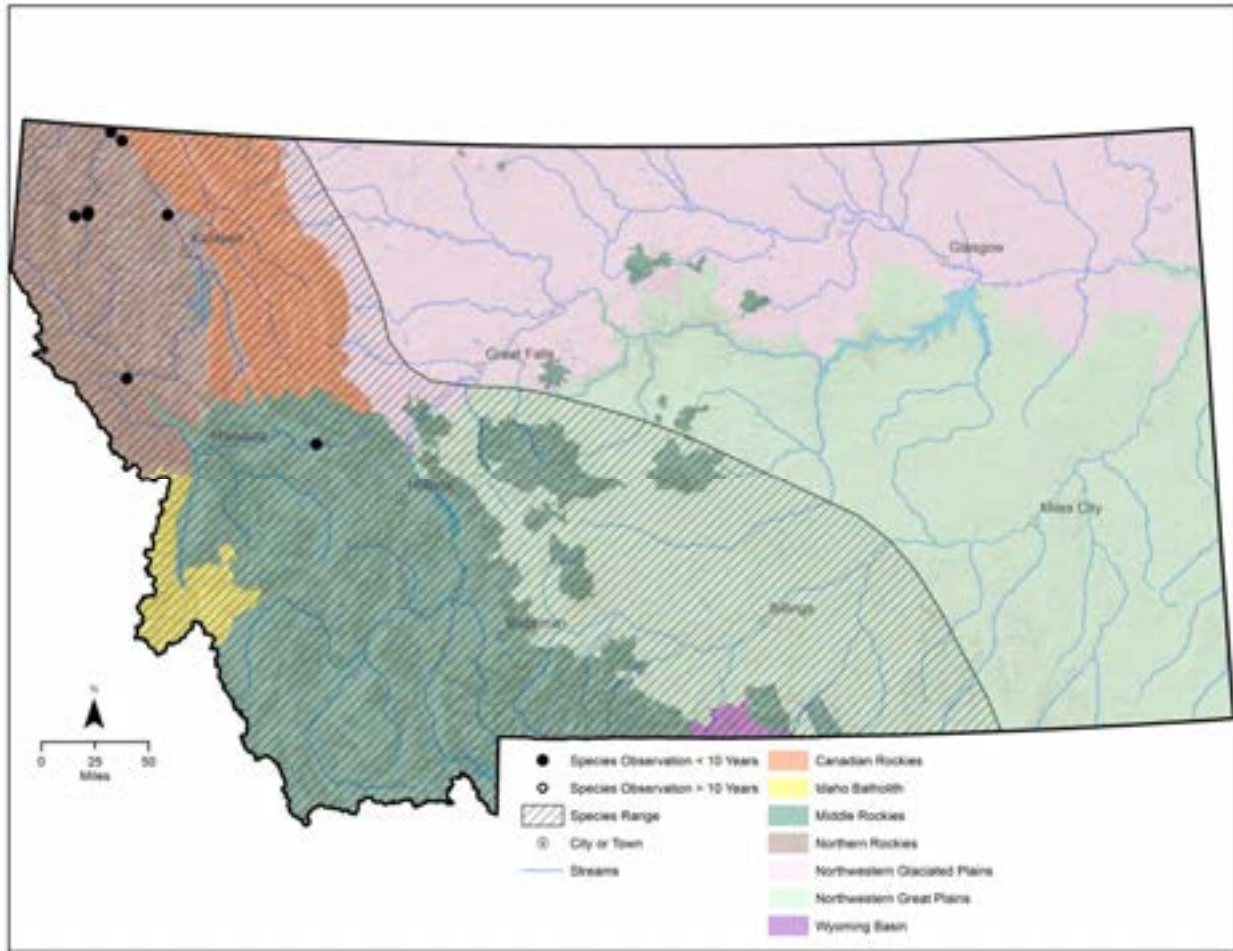 Kalispell
Glasgow
Great Falls
Missoula
Helena
Miles City
Bozeman
Billings
N
0 25 50
Miles
Species Observation < 10 Years
Species Observation > 10 Years
Species Range
City or Town
Streams
Canadian Rockies
Idaho Batholith
Middle Rockies
Northern Rockies
Northwestern Glaciated Plains
Northwestern Great Plains
Wyoming Basin